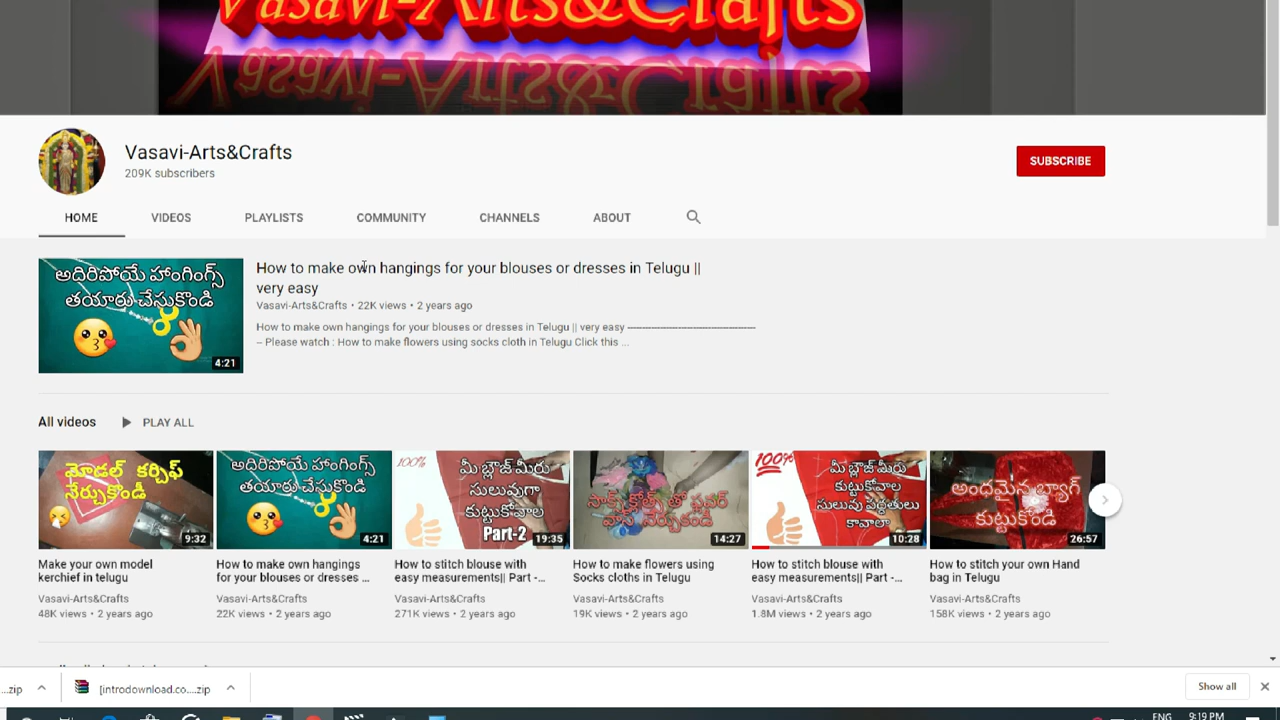 Vasavi-Arts&Crafts
Vasavi-Arts&Crafts
Vasavi-Arts&Crafts
209K subscribers
SUBSCRIBE
HOME
VIDEOS
PLAYLISTS
COMMUNITY
CHANNELS
ABOUT
అదిరిపోయే హాంగింగ్స్
తయారు చేస్తుకొండి
4:21
How to make own hangings for your blouses or dresses in Telugu ||
very easy
Vasavi-Arts&Crafts • 22K views • 2 years ago
How to make own hangings for your blouses or dresses in Telugu || very easy ----------------------------------------
-- Please watch : How to make flowers using socks cloth in Telugu Click this ...
All videos
PLAY ALL
మోడల్ కర్చిఫ్
నేర్చుకొండీ
9:32
అదిరిపోయే హాంగింగ్స్
తయారు చేస్తుకొండి
4:21
100%
మీ బ్లౌజ్ మీరు
సులువుగా
కుట్టుకోవాల
Part-2
19:35
సాక్స్ క్లోత్స్ తో ఫ్లవర్
వాస్ నేర్చుకండి
14:27
100
మీ బ్లౌజ్ మీరు
కుట్టుకోవాల
సులువు పద్ధతులు
కావాలా
10:28
అందమైన బ్యాగ్
కుట్టుకోండి
26:57
Make your own model
kerchief in telugu
Vasavi-Arts&Crafts
48K views • 2 years ago
How to make own hangings
for your blouses or dresses ...
Vasavi-Arts&Crafts
22K views • 2 years ago
How to stitch blouse with
easy measurements|| Part -...
Vasavi-Arts&Crafts
271K views • 2 years ago
How to make flowers using
Socks cloths in Telugu
Vasavi-Arts&Crafts
19K views • 2 years ago
How to stitch blouse with
easy measurements|| Part -...
Vasavi-Arts&Crafts
1.8M views • 2 years ago
How to stitch your own Hand
bag in Telugu
Vasavi-Arts&Crafts
158K views • 2 years ago
...zip
[introdownload.co....zip
Show all
ENG
9:19 PM